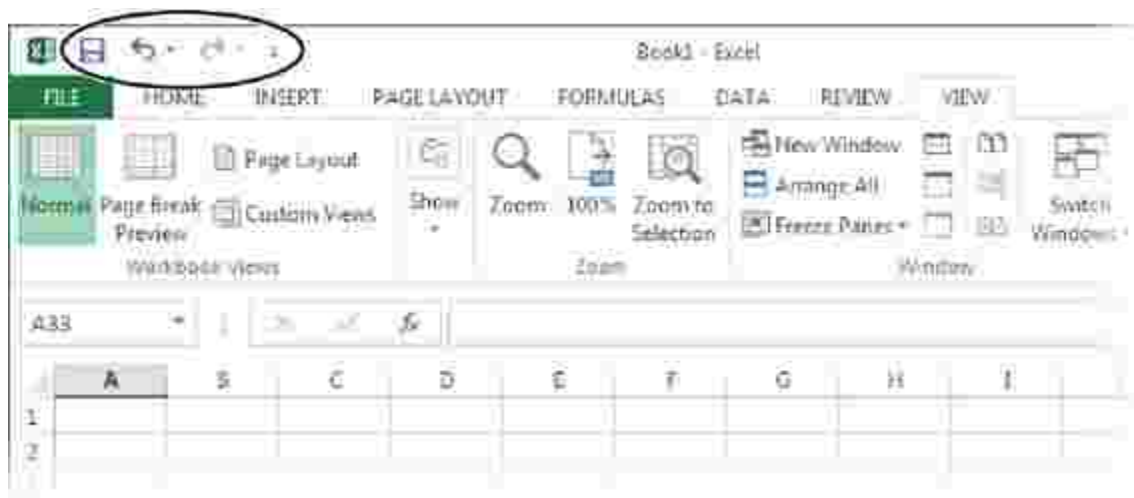 Book1 - Excel
FILE HOME INSERT PAGE LAYOUT FORMULAS DATA REVIEW VIEW
Normal Page Break Preview Page Layout Custom Views Show Zoom 100% Zoom to Selection New Window Arrange All Freeze Panes Switch Windows
Workbook Views Zoom Window
A33 fx
A B C D E F G H I
1
2